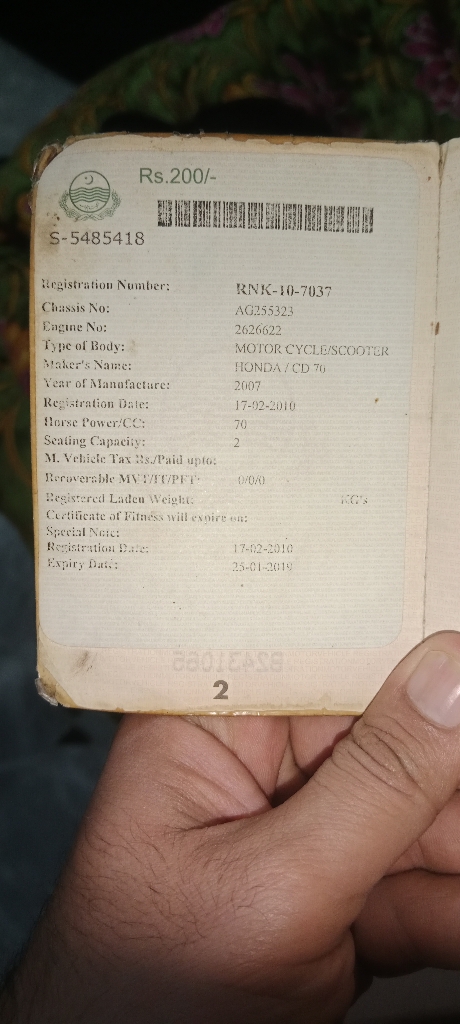 Rs.200/-
S-5485418
Registration Number: RNK-10-7037
Chassis No: AG255323
Engine No: 2626622
Type of Body: MOTOR CYCLE/SCOOTER
Maker's Name: HONDA / CD 70
Year of Manufacture: 2007
Registration Date: 17-02-2010
Horse Power/CC: 70
Seating Capacity: 2
M. Vehicle Tax Rs./Paid upto:
Recoverable MVT/IT/PFT: 0/0/0
Registered Laden Weight: KG's
Certificate of Fitness will expire on:
Special Note:
Registration Date: 17-02-2010
Expiry Date: 25-01-2019
B2431065
2